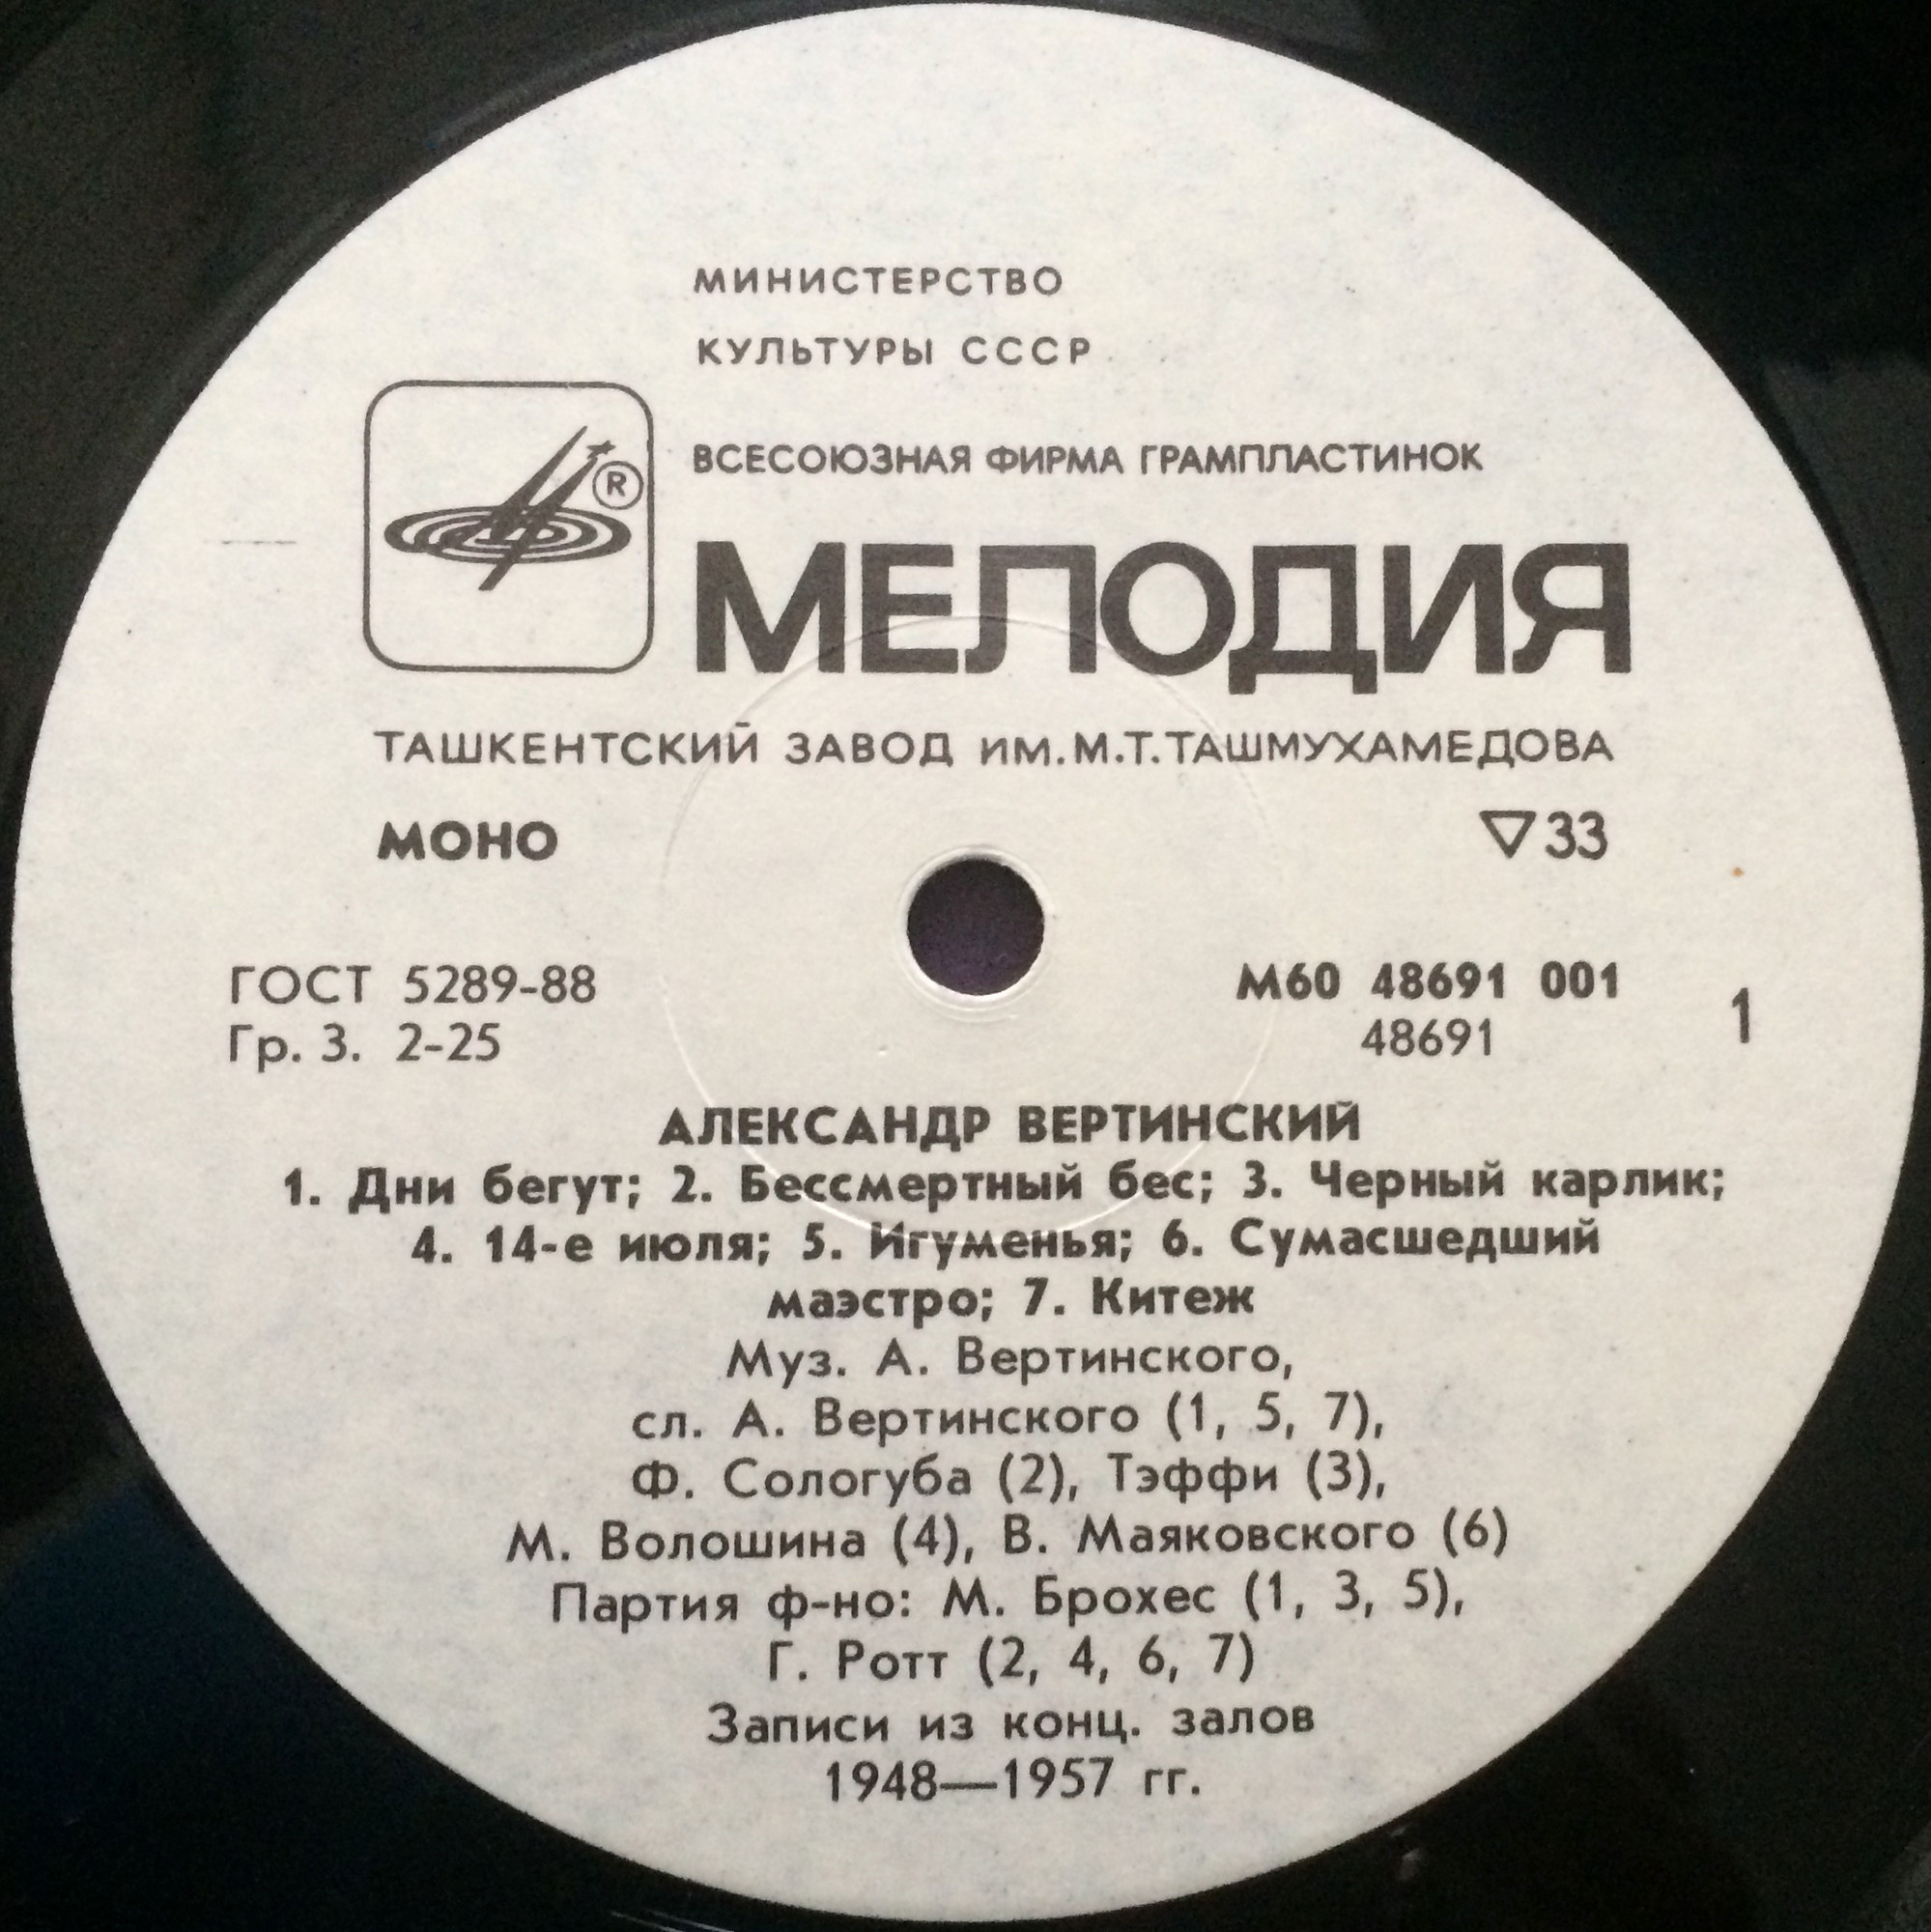 МИНИСТЕРСТВО
КУЛЬТУРЫ СССР
ВСЕСОЮЗНАЯ ФИРМА ГРАМПЛАСТИНОК
®
МЕЛОДИЯ
ТАШКЕНТСКИЙ ЗАВОД ИМ.М.Т.ТАШМУХАМЕДОВА
МОНО ▽33
ГОСТ 5289-88 М60 48691 001
Гр. 3. 2-25 48691 1
АЛЕКСАНДР ВЕРТИНСКИЙ
1. Дни бегут; 2. Бессмертный бес; 3. Черный карлик;
4. 14-е июля; 5. Игуменья; 6. Сумасшедший
маэстро; 7. Китеж
Муз. А. Вертинского,
сл. А. Вертинского (1, 5, 7),
Ф. Сологуба (2), Тэффи (3),
М. Волошина (4), В. Маяковского (6)
Партия ф-но: М. Брохес (1, 3, 5),
Г. Ротт (2, 4, 6, 7)
Записи из конц. залов
1948—1957 гг.